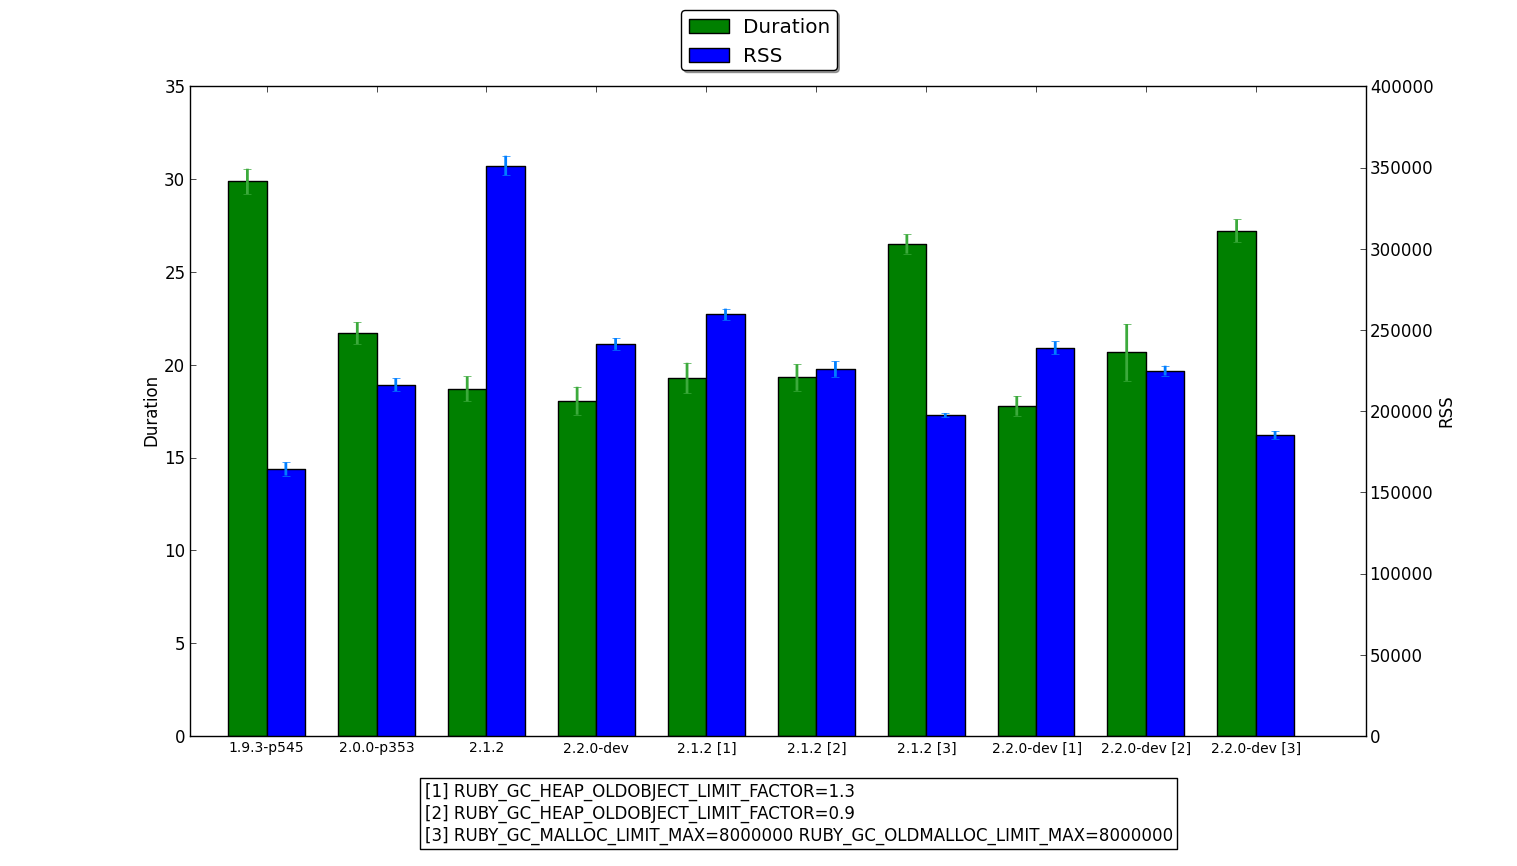 Duration
RSS
35
30
25
20
15
10
5
0
Duration
400000
350000
300000
250000
200000
150000
100000
50000
0
RSS
1.9.3-p545
2.0.0-p353
2.1.2
2.2.0-dev
2.1.2 [1]
2.1.2 [2]
2.1.2 [3]
2.2.0-dev [1]
2.2.0-dev [2]
2.2.0-dev [3]
[1] RUBY_GC_HEAP_OLDOBJECT_LIMIT_FACTOR=1.3
[2] RUBY_GC_HEAP_OLDOBJECT_LIMIT_FACTOR=0.9
[3] RUBY_GC_MALLOC_LIMIT_MAX=8000000 RUBY_GC_OLDMALLOC_LIMIT_MAX=8000000